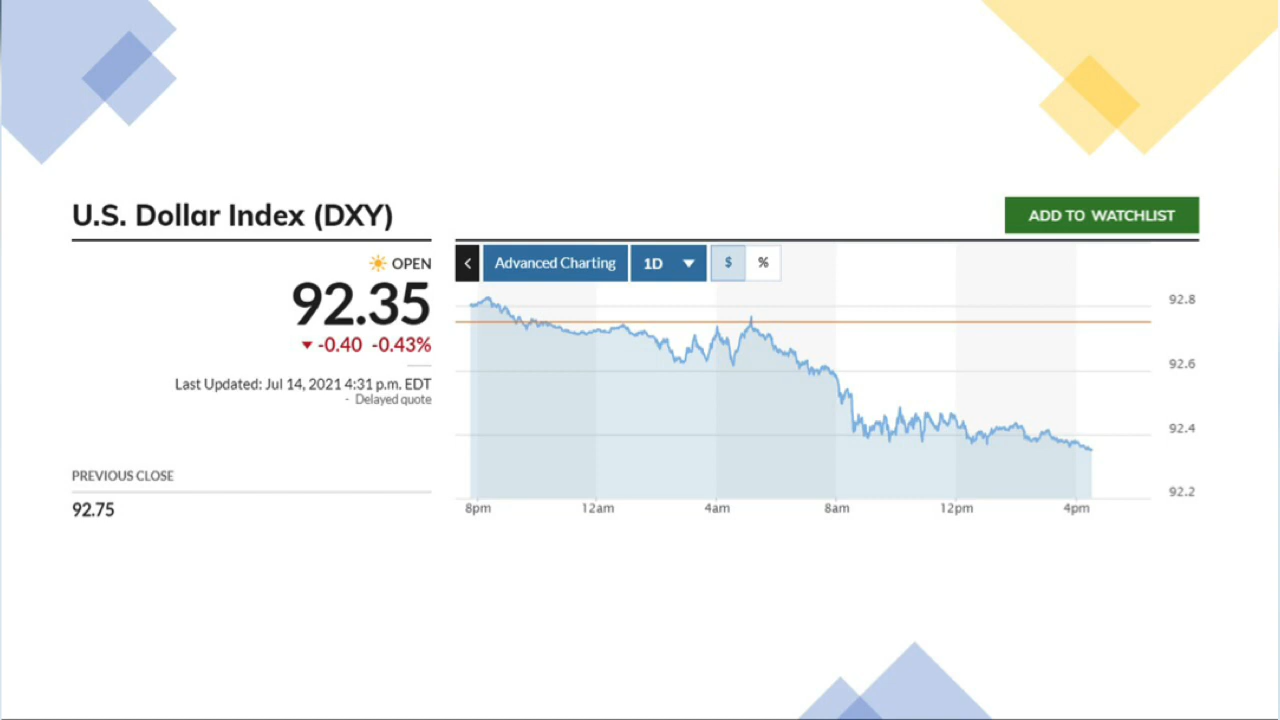 U.S. Dollar Index (DXY)
ADD TO WATCHLIST
OPEN
92.35
-0.40 -0.43%
Last Updated: Jul 14, 2021 4:31 p.m. EDT
- Delayed quote
PREVIOUS CLOSE
92.75
< Advanced Charting 1D $ %
92.8
92.6
92.4
92.2
8pm 12am 4am 8am 12pm 4pm